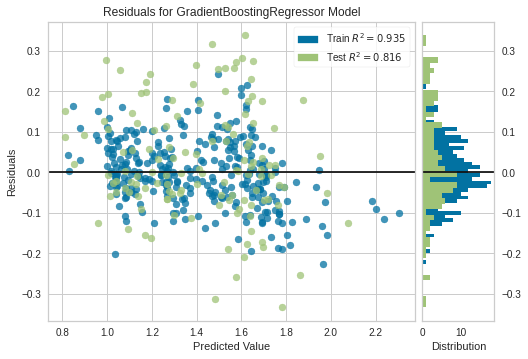 Residuals for GradientBoostingRegressor Model
Train R² = 0.935
Test R² = 0.816
Residuals
0.3
0.2
0.1
0.0
−0.1
−0.2
−0.3
0.3
0.2
0.1
0.0
−0.1
−0.2
−0.3
0.8 1.0 1.2 1.4 1.6 1.8 2.0 2.2
0 10
Predicted Value
Distribution